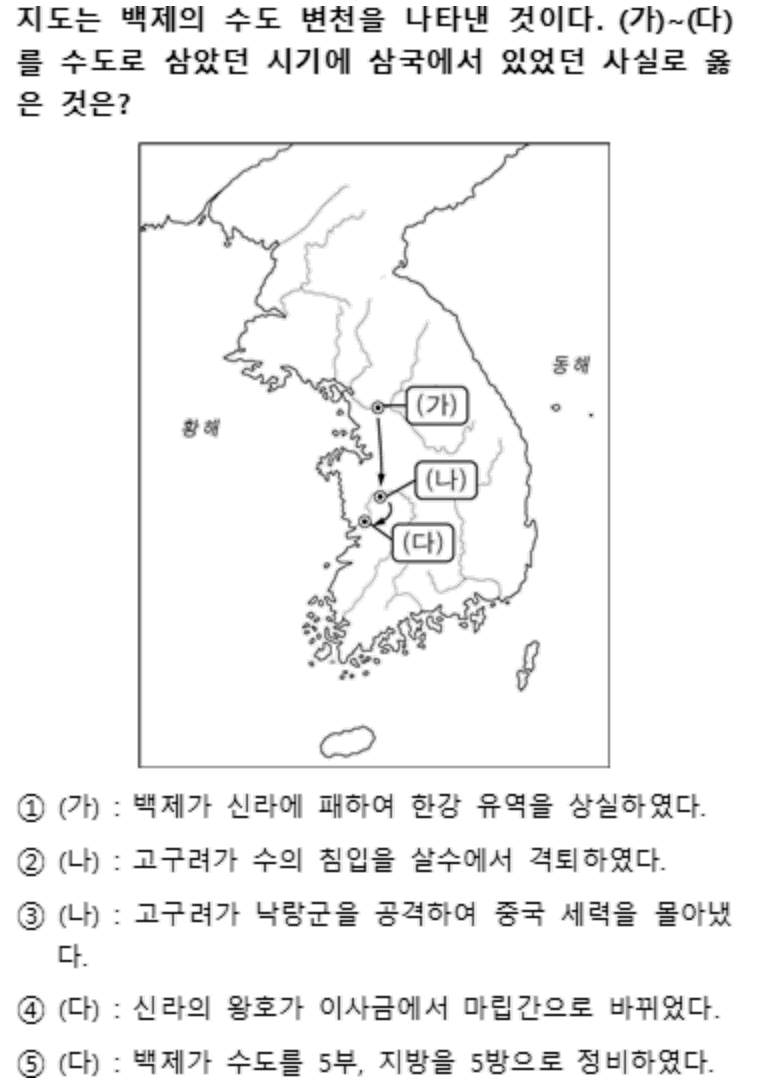 지도는 백제의 수도 변천을 나타낸 것이다. (가)~(다)
를 수도로 삼았던 시기에 삼국에서 있었던 사실로 옳
은 것은?
동해
(가)
황해
(나)
(다)
① (가) : 백제가 신라에 패하여 한강 유역을 상실하였다.
② (나) : 고구려가 수의 침입을 살수에서 격퇴하였다.
③ (나) : 고구려가 낙랑군을 공격하여 중국 세력을 몰아냈
다.
④ (다) : 신라의 왕호가 이사금에서 마립간으로 바뀌었다.
⑤ (다) : 백제가 수도를 5부, 지방을 5방으로 정비하였다.